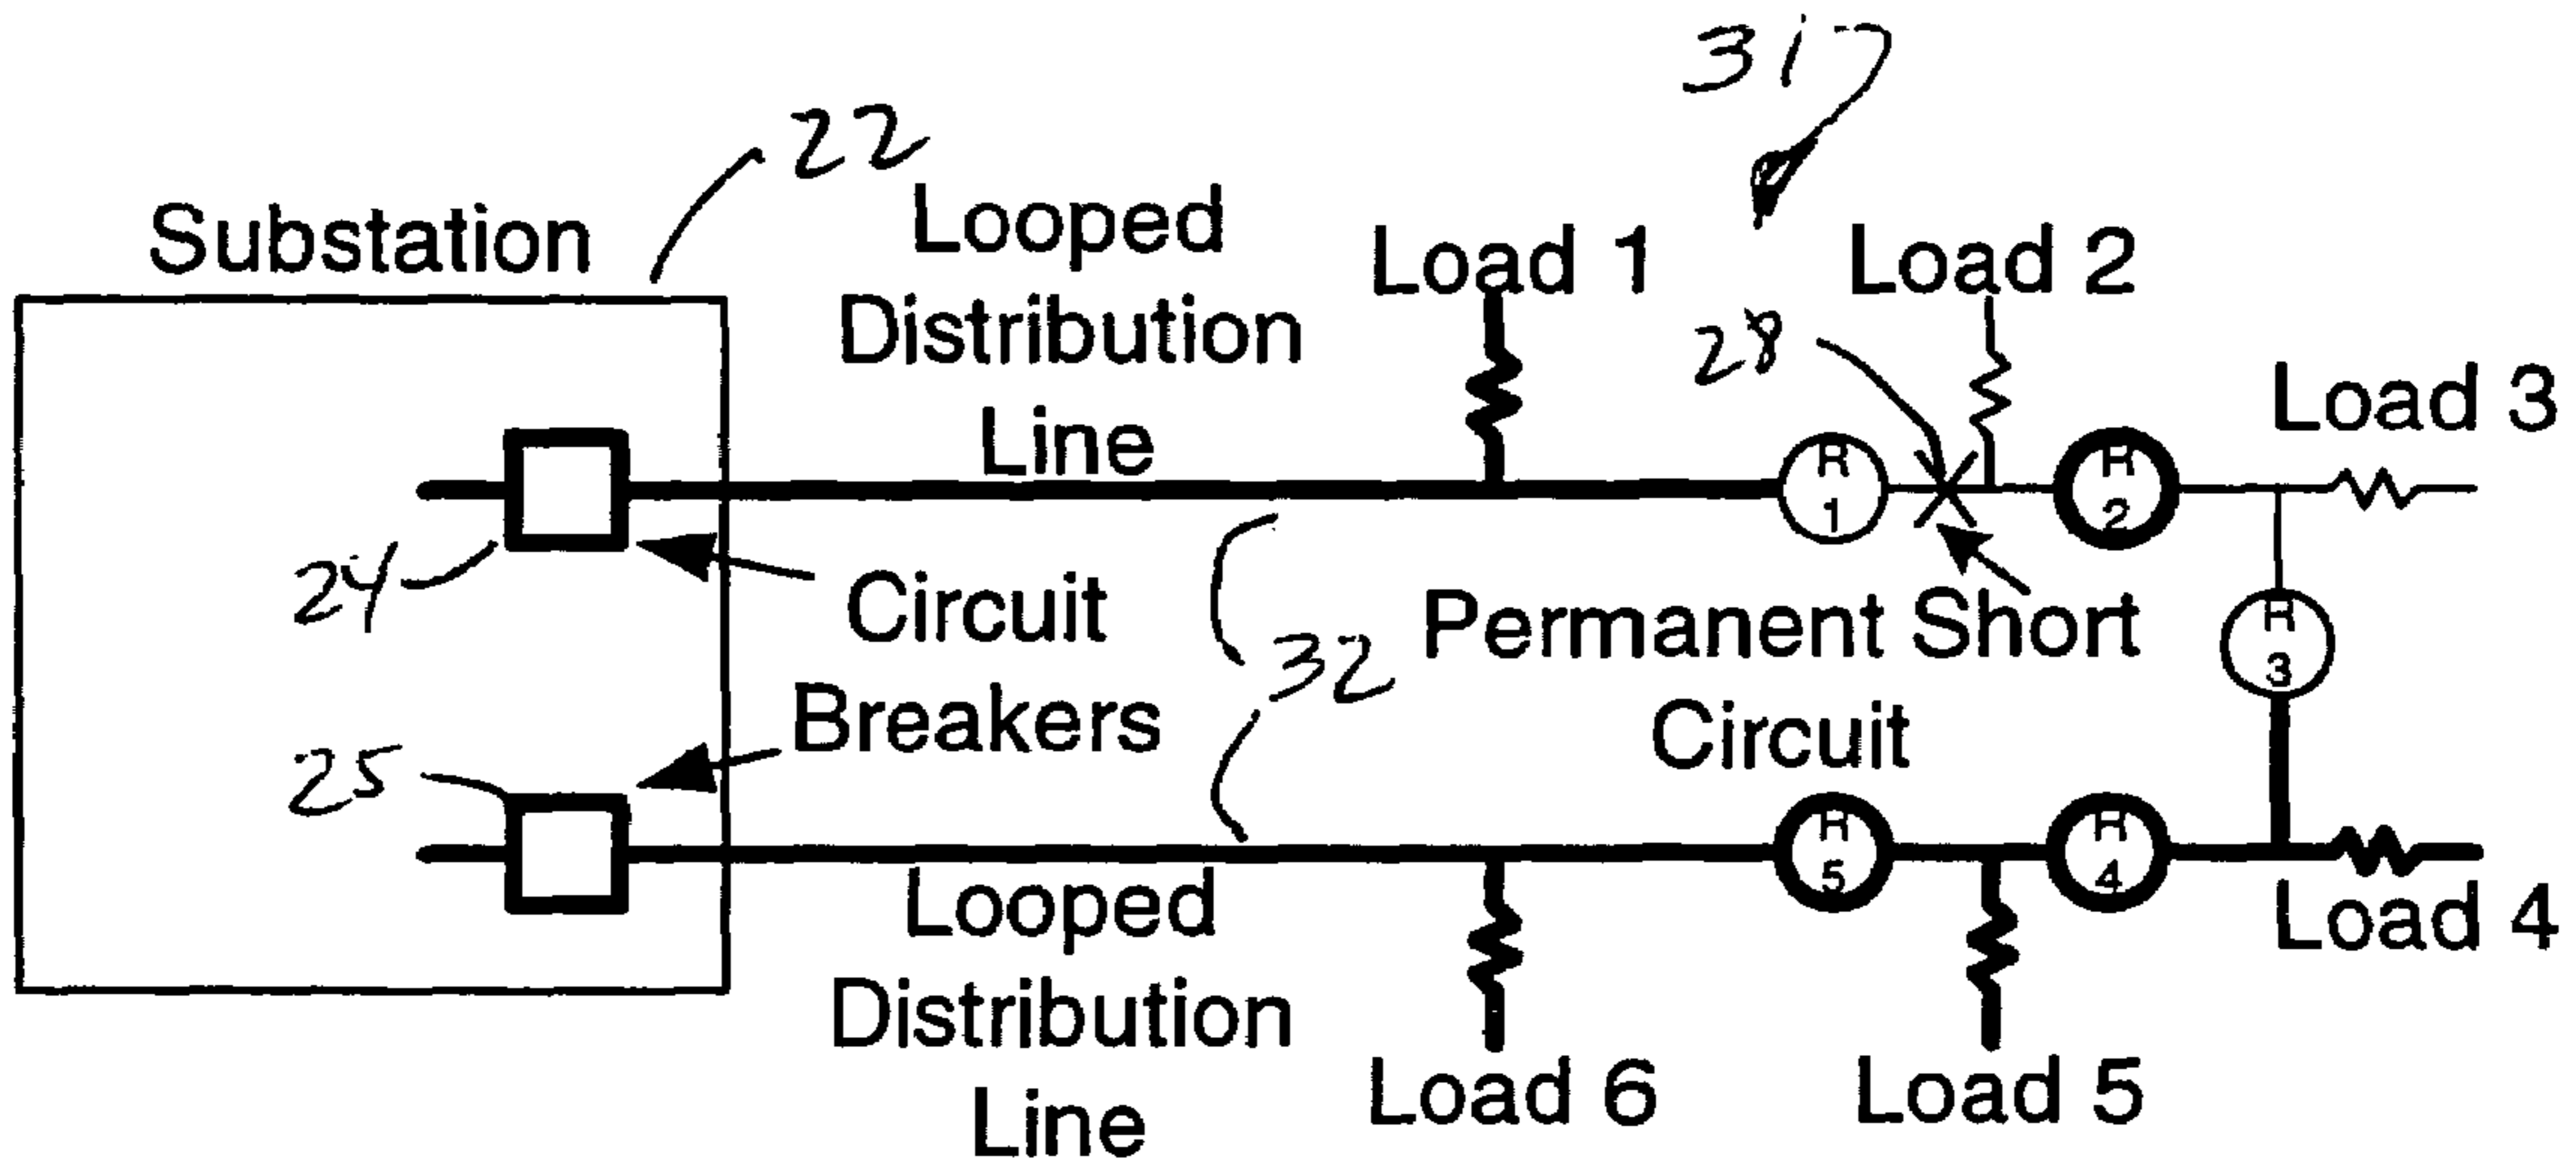 31
22
Substation
Looped
Distribution
Line
Load 1
Load 2
28
Load 3
R
1
R
2
24
Circuit
Breakers
32
Permanent Short
Circuit
R
3
25
R
5
R
4
Looped
Distribution
Line
Load 4
Load 6
Load 5